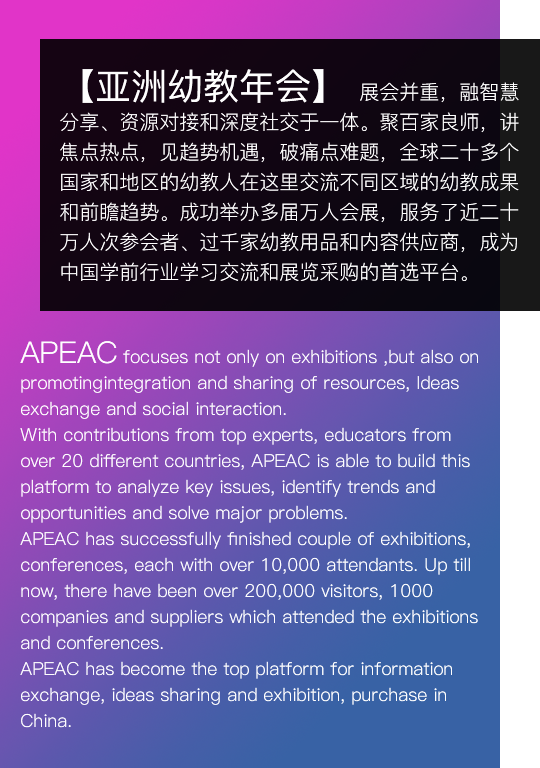 【亚洲幼教年会】 展会并重，融智慧
分享、资源对接和深度社交于一体。聚百家良师，讲
焦点热点，见趋势机遇，破痛点难题，全球二十多个
国家和地区的幼教人在这里交流不同区域的幼教成果
和前瞻趋势。成功举办多届万人会展，服务了近二十
万人次参会者、过千家幼教用品和内容供应商，成为
中国学前行业学习交流和展览采购的首选平台。
APEAC focuses not only on exhibitions ,but also on
promotingintegration and sharing of resources, Ideas
exchange and social interaction.
With contributions from top experts, educators from
over 20 different countries, APEAC is able to build this
platform to analyze key issues, identify trends and
opportunities and solve major problems.
APEAC has successfully finished couple of exhibitions,
conferences, each with over 10,000 attendants. Up till
now, there have been over 200,000 visitors, 1000
companies and suppliers which attended the exhibitions
and conferences.
APEAC has become the top platform for information
exchange, ideas sharing and exhibition, purchase in
China.